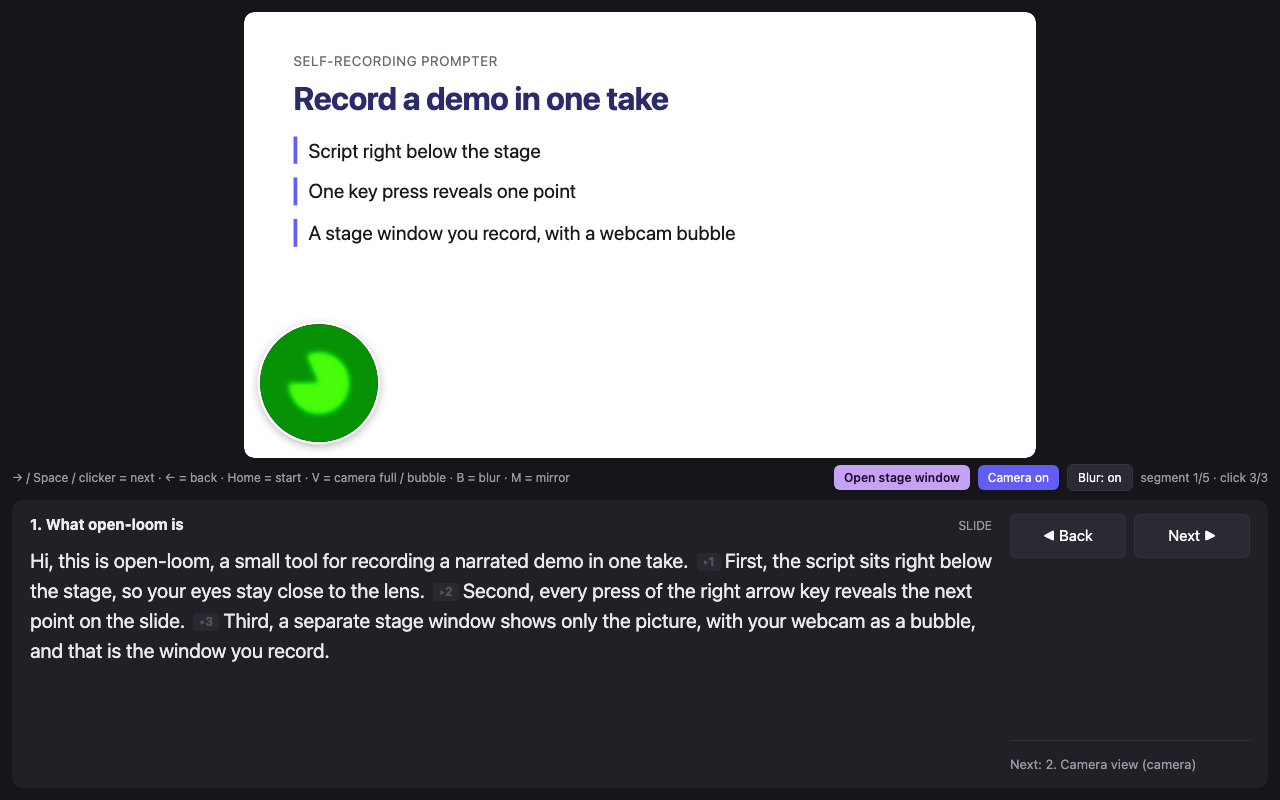 SELF-RECORDING PROMPTER
Record a demo in one take
Script right below the stage
One key press reveals one point
A stage window you record, with a webcam bubble
→ / Space / clicker = next · ← = back · Home = start · V = camera full / bubble · B = blur · M = mirror
Open stage window
Camera on
Blur: on
segment 1/5 · click 3/3
1. What open-loom is
SLIDE
Hi, this is open-loom, a small tool for recording a narrated demo in one take. ▸1 First, the script sits right below
the stage, so your eyes stay close to the lens. ▸2 Second, every press of the right arrow key reveals the next
point on the slide. ▸3 Third, a separate stage window shows only the picture, with your webcam as a bubble,
and that is the window you record.
◀ Back
Next ▶
Next: 2. Camera view (camera)